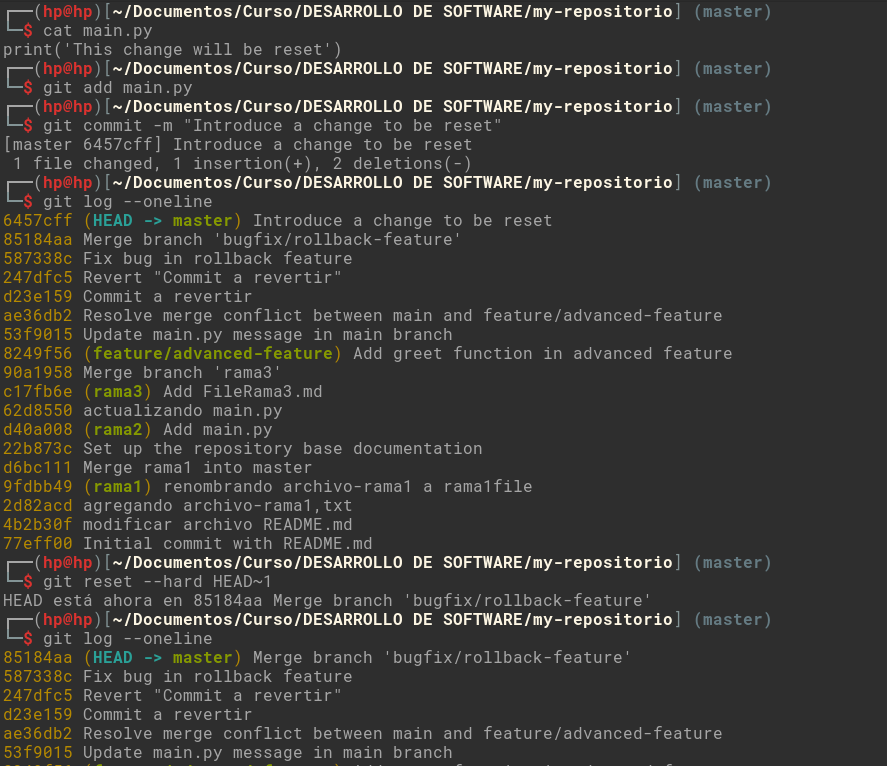 ┌──(hp@hp)[~/Documentos/Curso/DESARROLLO DE SOFTWARE/my-repositorio] (master)
└─$ cat main.py
print('This change will be reset')
┌──(hp@hp)[~/Documentos/Curso/DESARROLLO DE SOFTWARE/my-repositorio] (master)
└─$ git add main.py
┌──(hp@hp)[~/Documentos/Curso/DESARROLLO DE SOFTWARE/my-repositorio] (master)
└─$ git commit -m "Introduce a change to be reset"
[master 6457cff] Introduce a change to be reset
 1 file changed, 1 insertion(+), 2 deletions(-)
┌──(hp@hp)[~/Documentos/Curso/DESARROLLO DE SOFTWARE/my-repositorio] (master)
└─$ git log --oneline
6457cff (HEAD -> master) Introduce a change to be reset
85184aa Merge branch 'bugfix/rollback-feature'
587338c Fix bug in rollback feature
247dfc5 Revert "Commit a revertir"
d23e159 Commit a revertir
ae36db2 Resolve merge conflict between main and feature/advanced-feature
53f9015 Update main.py message in main branch
8249f56 (feature/advanced-feature) Add greet function in advanced feature
90a1958 Merge branch 'rama3'
c17fb6e (rama3) Add FileRama3.md
62d8550 actualizando main.py
d40a008 (rama2) Add main.py
22b873c Set up the repository base documentation
d6bc111 Merge rama1 into master
9fdbb49 (rama1) renombrando archivo-rama1 a rama1file
2d82acd agregando archivo-rama1,txt
4b2b30f modificar archivo README.md
77eff00 Initial commit with README.md
┌──(hp@hp)[~/Documentos/Curso/DESARROLLO DE SOFTWARE/my-repositorio] (master)
└─$ git reset --hard HEAD~1
HEAD está ahora en 85184aa Merge branch 'bugfix/rollback-feature'
┌──(hp@hp)[~/Documentos/Curso/DESARROLLO DE SOFTWARE/my-repositorio] (master)
└─$ git log --oneline
85184aa (HEAD -> master) Merge branch 'bugfix/rollback-feature'
587338c Fix bug in rollback feature
247dfc5 Revert "Commit a revertir"
d23e159 Commit a revertir
ae36db2 Resolve merge conflict between main and feature/advanced-feature
53f9015 Update main.py message in main branch